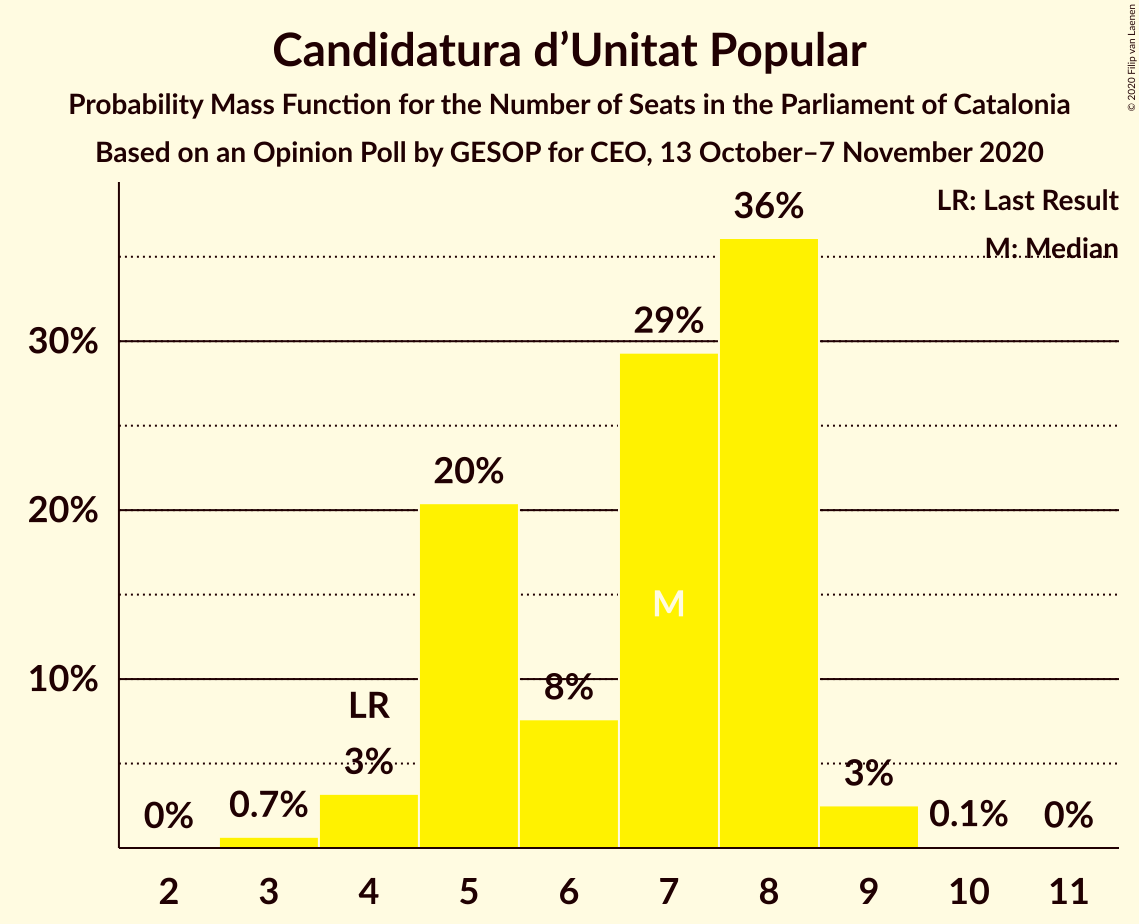 Candidatura d’Unitat Popular
Probability Mass Function for the Number of Seats in the Parliament of Catalonia
Based on an Opinion Poll by GESOP for CEO, 13 October–7 November 2020
© 2020 Filip van Laenen
LR: Last Result
M: Median
30%
20%
10%
0%
0.7%
LR
3%
20%
8%
29%
M
36%
3%
0.1%
0%
2 3 4 5 6 7 8 9 10 11